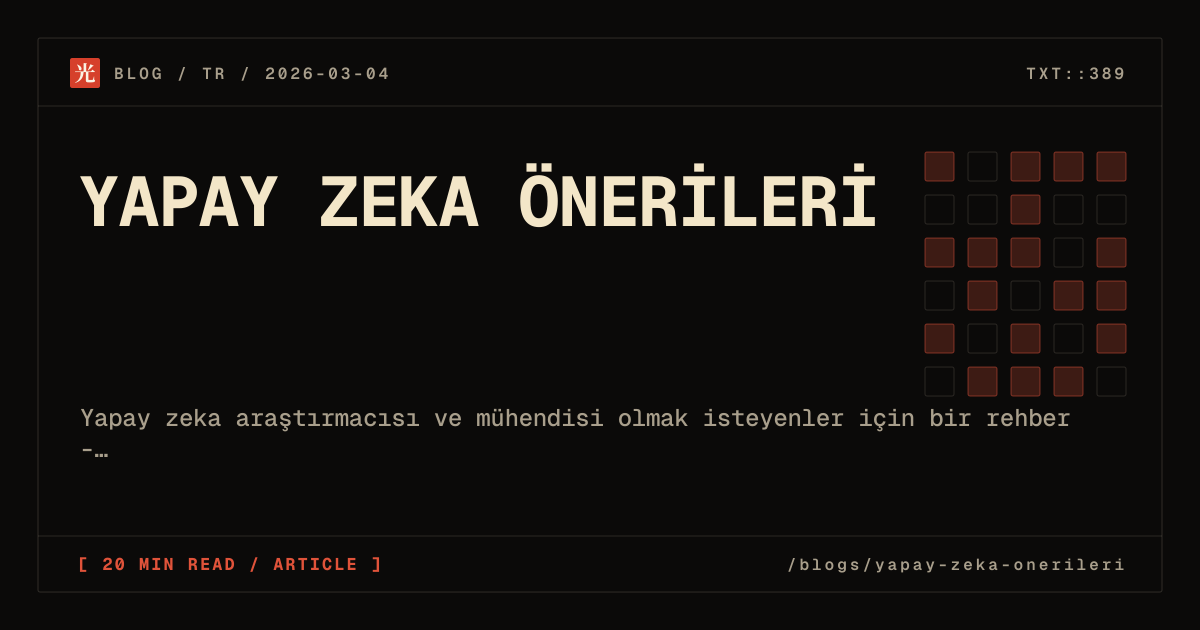 光 BLOG / TR / 2026-03-04
TXT::389
YAPAY ZEKA ÖNERİLERİ
Yapay zeka araştırmacısı ve mühendisi olmak isteyenler için bir rehber
-…
[ 20 MIN READ / ARTICLE ]
/blogs/yapay-zeka-onerileri